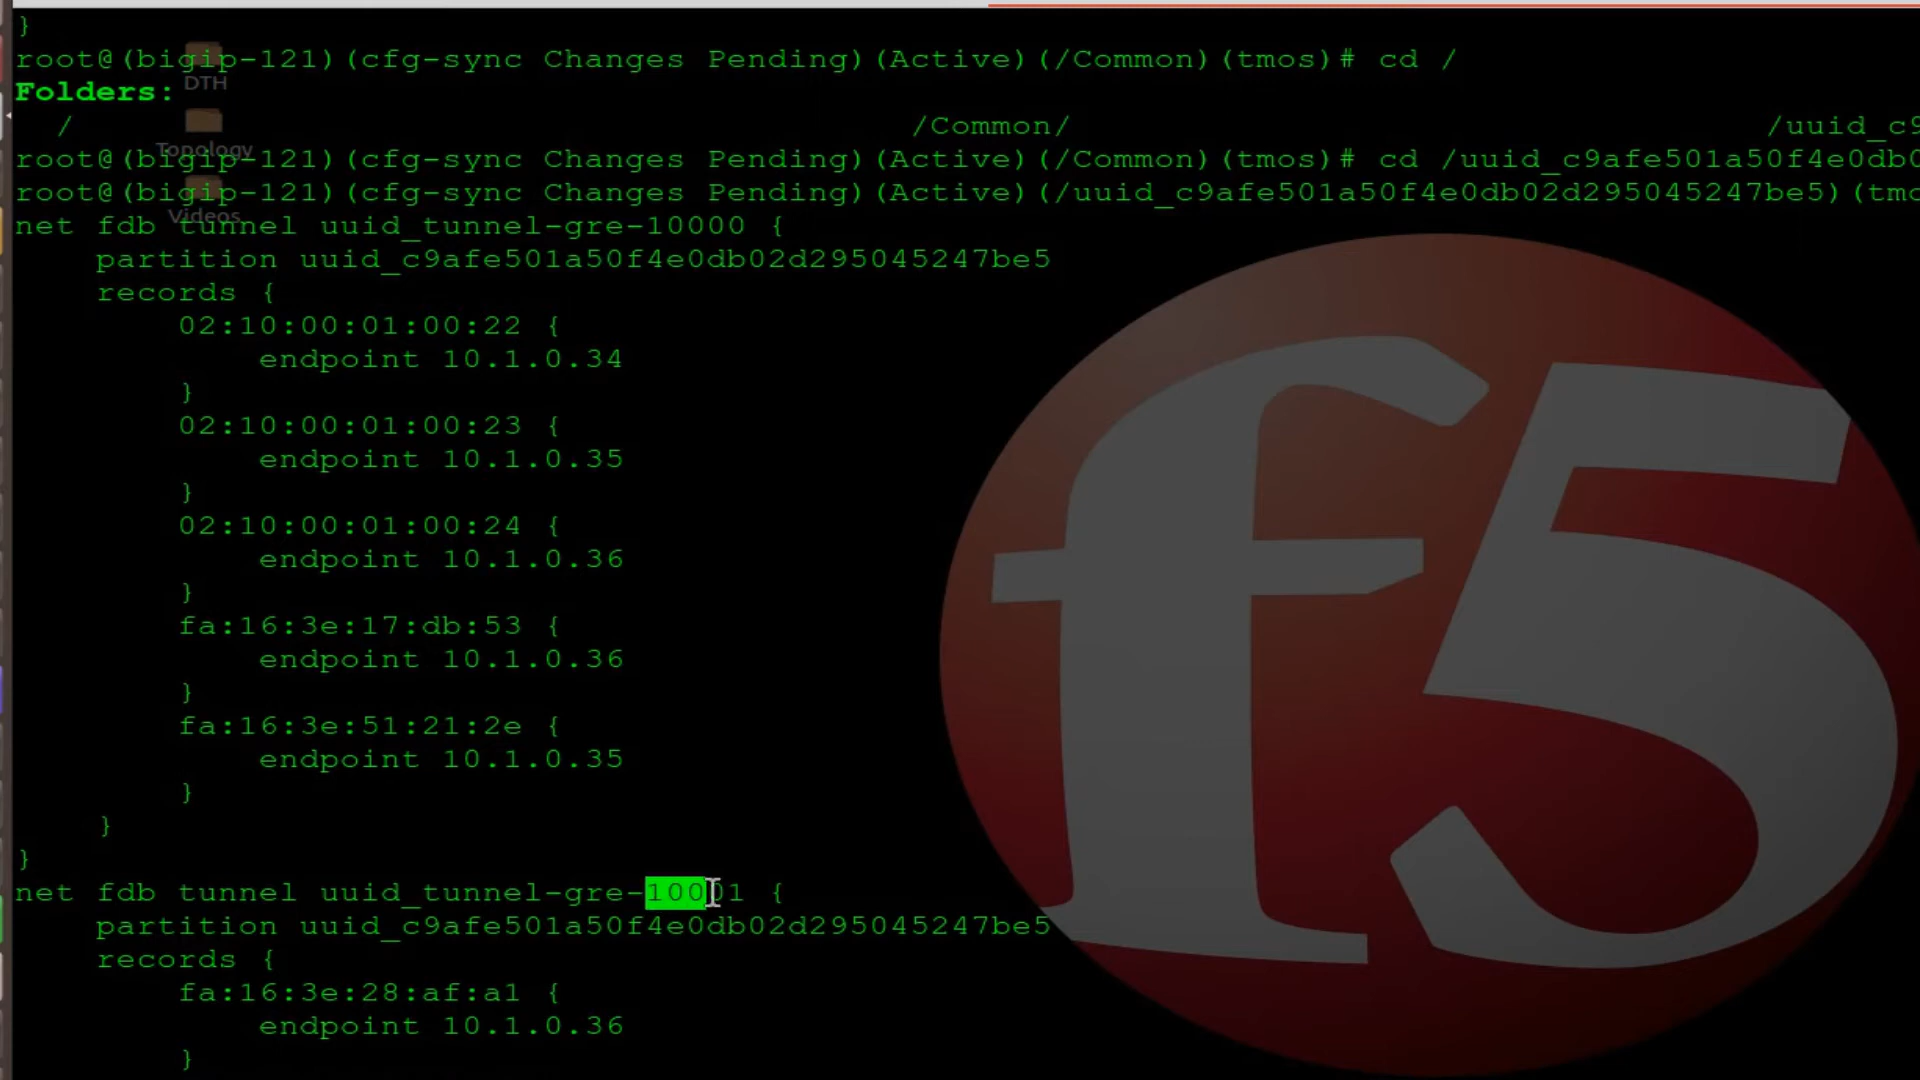 }
root@(bigip-121)(cfg-sync Changes Pending)(Active)(/Common)(tmos)# cd /
Folders:
DTH
/ /Common/ /uuid_c9
Topology
root@(bigip-121)(cfg-sync Changes Pending)(Active)(/Common)(tmos)# cd /uuid_c9afe501a50f4e0db0
root@(bigip-121)(cfg-sync Changes Pending)(Active)(/uuid_c9afe501a50f4e0db02d295045247be5)(tmo
Videos
net fdb tunnel uuid_tunnel-gre-10000 {
partition uuid_c9afe501a50f4e0db02d295045247be5
records {
02:10:00:01:00:22 {
endpoint 10.1.0.34
}
02:10:00:01:00:23 {
endpoint 10.1.0.35
}
02:10:00:01:00:24 {
endpoint 10.1.0.36
}
fa:16:3e:17:db:53 {
endpoint 10.1.0.36
}
fa:16:3e:51:21:2e {
endpoint 10.1.0.35
}
}
}
net fdb tunnel uuid_tunnel-gre-10001 {
partition uuid_c9afe501a50f4e0db02d295045247be5
records {
fa:16:3e:28:af:a1 {
endpoint 10.1.0.36
}
f5